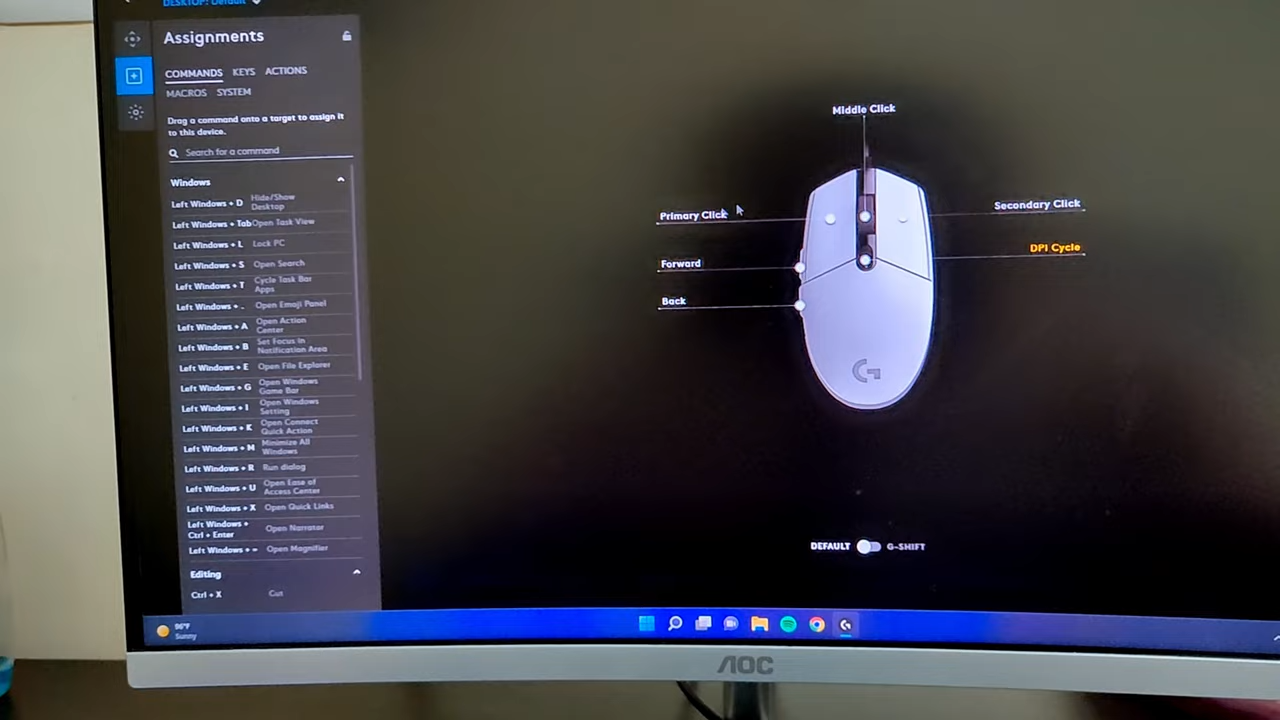 DESKTOP: Default
Assignments
COMMANDS KEYS ACTIONS
MACROS SYSTEM
Drag a command onto a target to assign it
to this device.
Search for a command
Windows
Left Windows + D Hide/Show
Desktop
Left Windows + Tab Open Task View
Left Windows + L Lock PC
Left Windows + S Open Search
Left Windows + T Cycle Task Bar
Apps
Left Windows + . Open Emoji Panel
Left Windows + A Open Action
Center
Left Windows + B Set Focus in
Notification Area
Left Windows + E Open File Explorer
Left Windows + G Open Windows
Game Bar
Left Windows + I Open Windows
Setting
Left Windows + K Open Connect
Quick Action
Left Windows + M Minimize All
Windows
Left Windows + R Run dialog
Left Windows + U Open Ease of
Access Center
Left Windows + X Open Quick Links
Left Windows +
Ctrl + Enter Open Narrator
Left Windows + = Open Magnifier
Editing
Ctrl + X Cut
Middle Click
Primary Click
Secondary Click
Forward
DPI Cycle
Back
G
DEFAULT G-SHIFT
96°F
Sunny
AOC